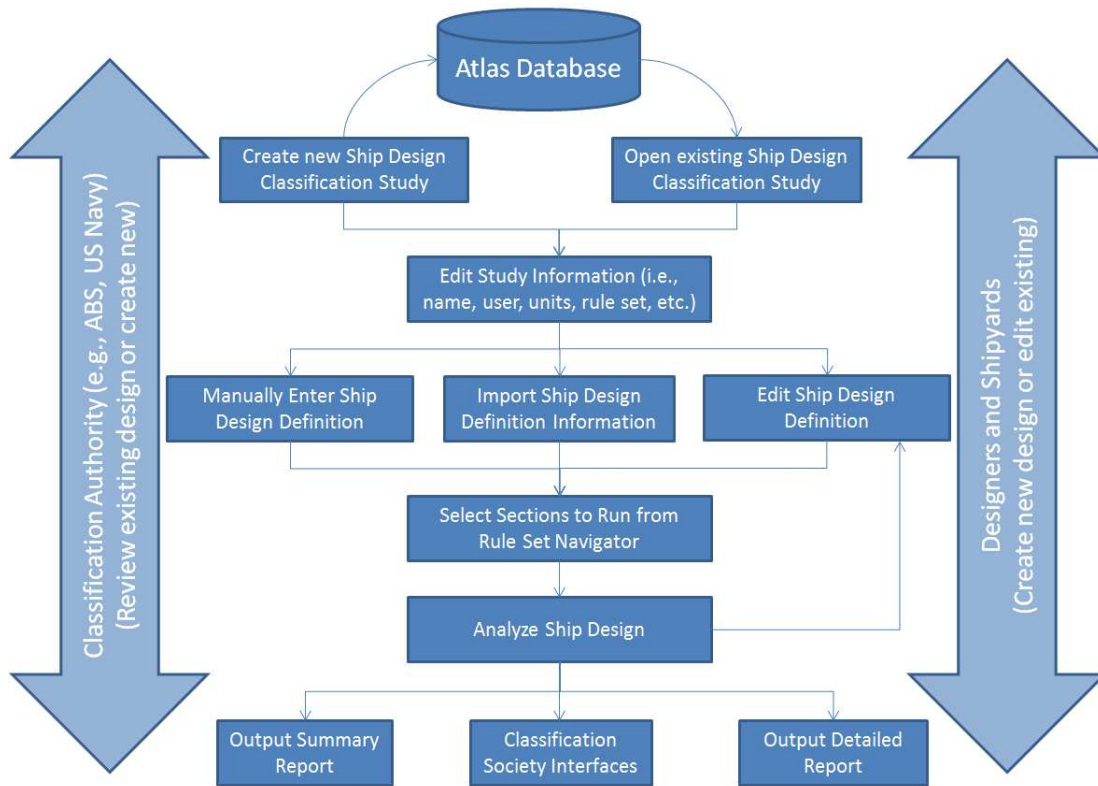 Atlas Database
Create new Ship Design
Classification Study
Open existing Ship Design
Classification Study
Edit Study Information (i.e.,
name, user, units, rule set, etc.)
Manually Enter Ship
Design Definition
Import Ship Design
Definition Information
Edit Ship Design
Definition
Select Sections to Run from
Rule Set Navigator
Analyze Ship Design
Output Summary
Report
Classification
Society Interfaces
Output Detailed
Report
Classification Authority (e.g., ABS, US Navy)
(Review existing design or create new)
Designers and Shipyards
(Create new design or edit existing)